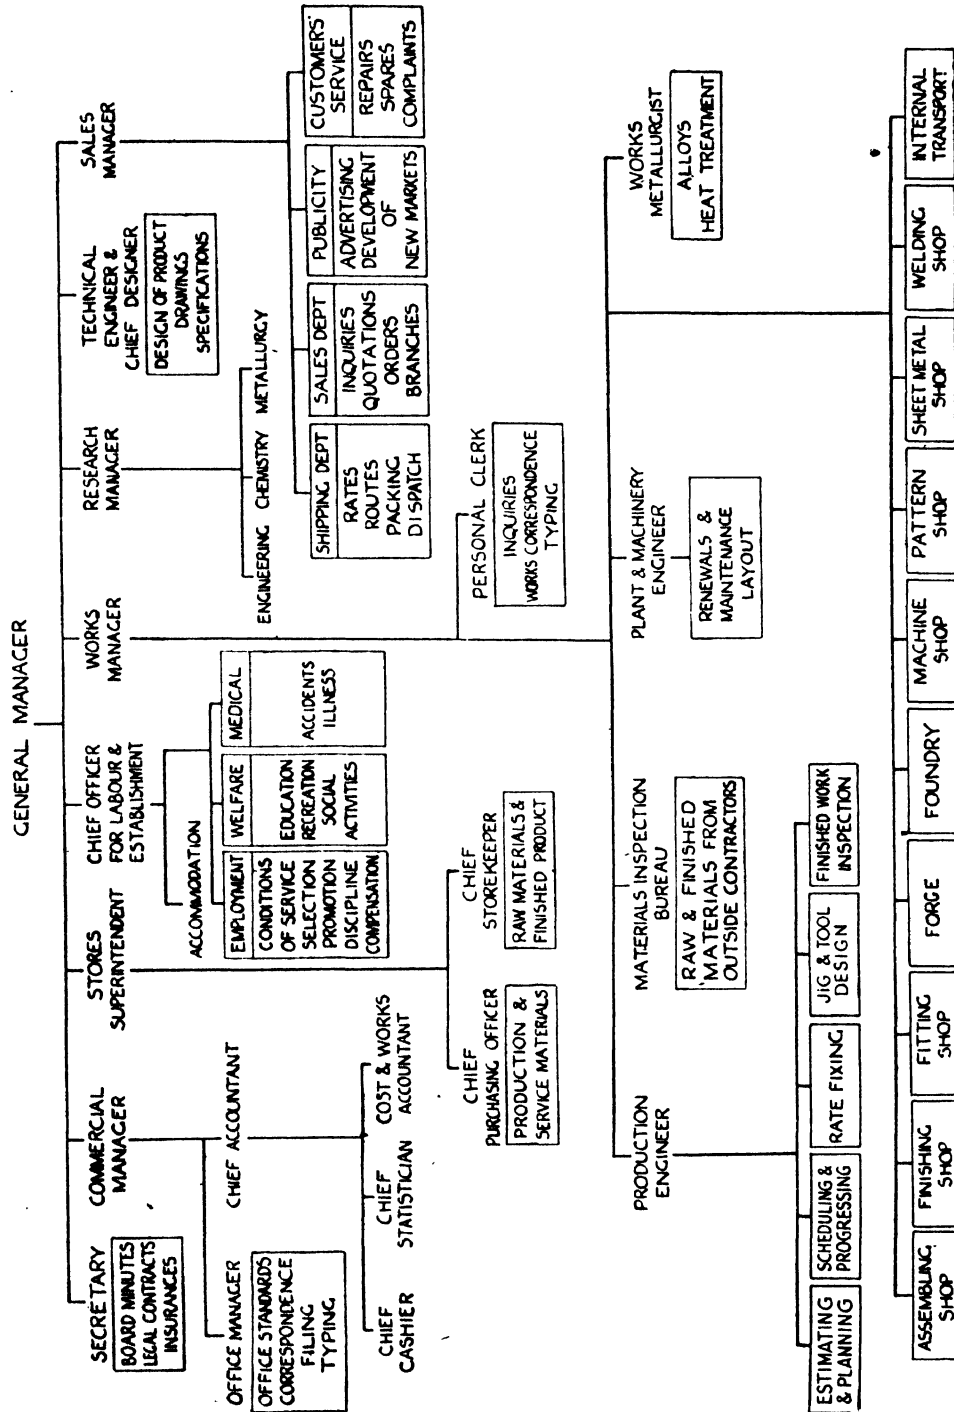 GENERAL MANAGER
SECRETARY
BOARD MINUTES
LEGAL CONTRACTS
INSURANCES
COMMERCIAL
MANAGER
STORES
SUPERINTENDENT
CHIEF OFFICER
FOR LABOUR &
ESTABLISHMENT
WORKS
MANAGER
RESEARCH
MANAGER
TECHNICAL
ENGINEER &
CHIEF DESIGNER
DESIGN OF PRODUCT
DRAWINGS
SPECIFICATIONS
SALES
MANAGER
OFFICE MANAGER
OFFICE STANDARDS
CORRESPONDENCE
FILING
TYPING
CHIEF ACCOUNTANT
CHIEF
CASHIER
CHIEF
STATISTICIAN
COST & WORKS
ACCOUNTANT
ACCOMMODATION
EMPLOYMENT
CONDITIONS
OF SERVICE
SELECTION
PROMOTION
DISCIPLINE
COMPENSATION
WELFARE
EDUCATION
RECREATION
SOCIAL
ACTIVITIES
MEDICAL
ACCIDENTS
ILLNESS
ENGINEERING
CHEMISTRY
METALLURGY
SHIPPING DEPT
RATES
ROUTES
PACKING
DISPATCH
SALES DEPT
INQUIRIES
QUOTATIONS
ORDERS
BRANCHES
PUBLICITY
ADVERTISING
DEVELOPMENT
OF
NEW MARKETS
CUSTOMERS'
SERVICE
REPAIRS
SPARES
COMPLAINTS
CHIEF
PURCHASING OFFICER
PRODUCTION &
SERVICE MATERIALS
CHIEF
STOREKEEPER
RAW MATERIALS &
FINISHED PRODUCT
PERSONAL CLERK
INQUIRIES
WORKS CORRESPONDENCE
TYPING
PRODUCTION
ENGINEER
MATERIALS INSPECTION
BUREAU
RAW & FINISHED
MATERIALS FROM
OUTSIDE CONTRACTORS
PLANT & MACHINERY
ENGINEER
RENEWALS &
MAINTENANCE
LAYOUT
WORKS
METALLURGIST
ALLOYS
HEAT TREATMENT
ESTIMATING
& PLANNING
SCHEDULING &
PROGRESSING
RATE FIXING
JIG & TOOL
DESIGN
FINISHED WORK
INSPECTION
ASSEMBLING
SHOP
FINISHING
SHOP
FITTING
SHOP
FORGE
FOUNDRY
MACHINE
SHOP
PATTERN
SHOP
SHEET METAL
SHOP
WELDING
SHOP
INTERNAL
TRANSPORT